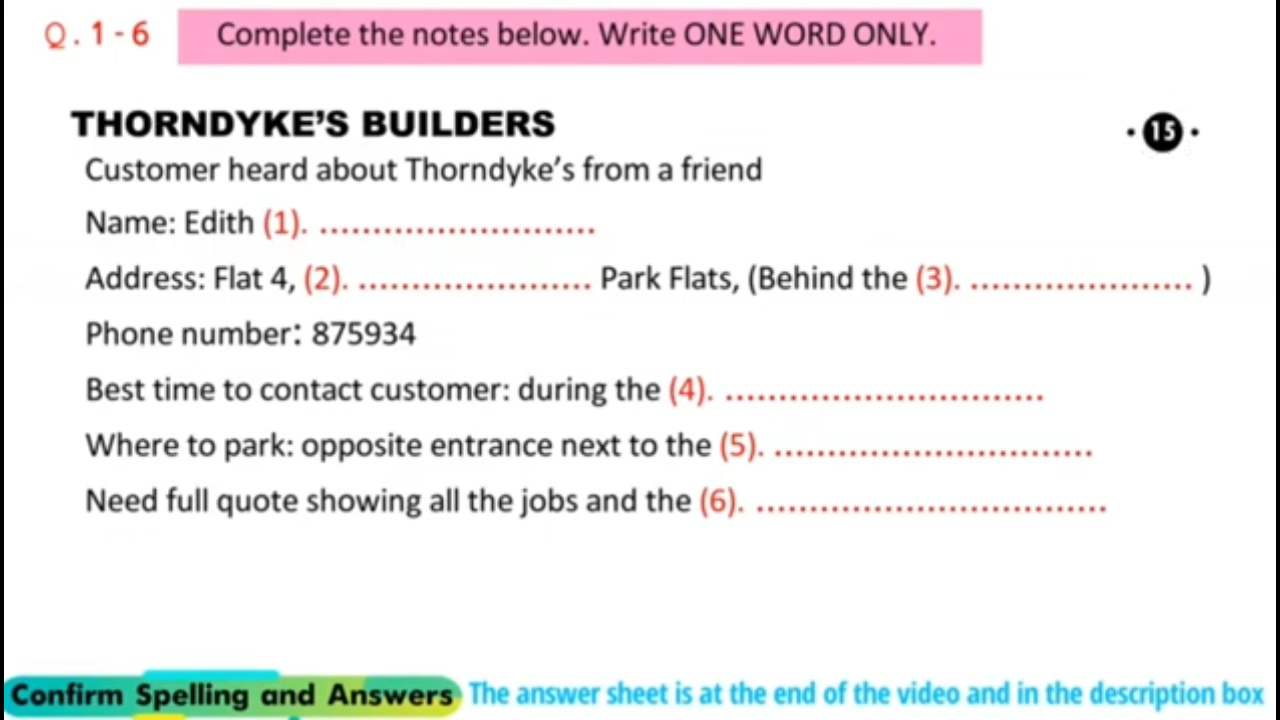 Q. 1 - 6 Complete the notes below. Write ONE WORD ONLY.
THORNDYKE'S BUILDERS
· 15 ·
Customer heard about Thorndyke's from a friend
Name: Edith (1). ..........................
Address: Flat 4, (2). ...................... Park Flats, (Behind the (3). ..................... )
Phone number: 875934
Best time to contact customer: during the (4). ..............................
Where to park: opposite entrance next to the (5). ..............................
Need full quote showing all the jobs and the (6). .................................
Confirm Spelling and Answers The answer sheet is at the end of the video and in the description box